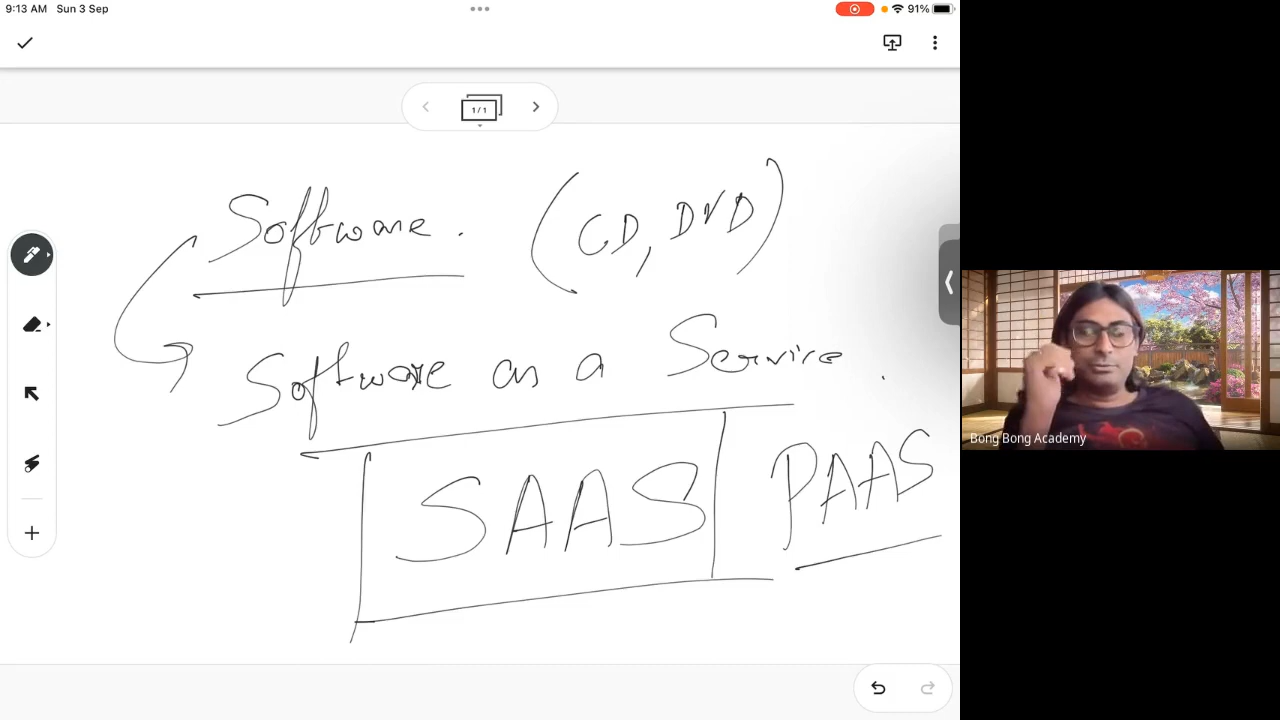 9:13 AM Sun 3 Sep
91%
1/1
Software. (CD, DVD)
Software as a Service.
SAAS PAAS
Bong Bong Academy